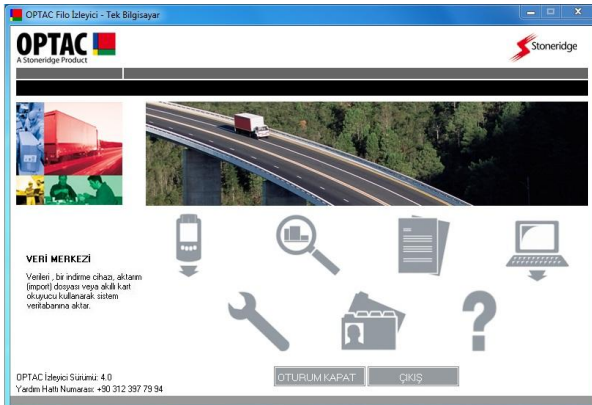 OPTAC Filo İzleyici - Tek Bilgisayar
OPTAC
A Stoneridge Product
Stoneridge
VERİ MERKEZİ
Verileri , bir indirme cihazı, aktarım
(import) dosyası veya akıllı kart
okuyucu kullanarak sistem
veritabanına aktar.
OPTAC İzleyici Sürümü: 4.0
Yardım Hattı Numarası: +90 312 397 79 94
OTURUM KAPAT
ÇIKIŞ